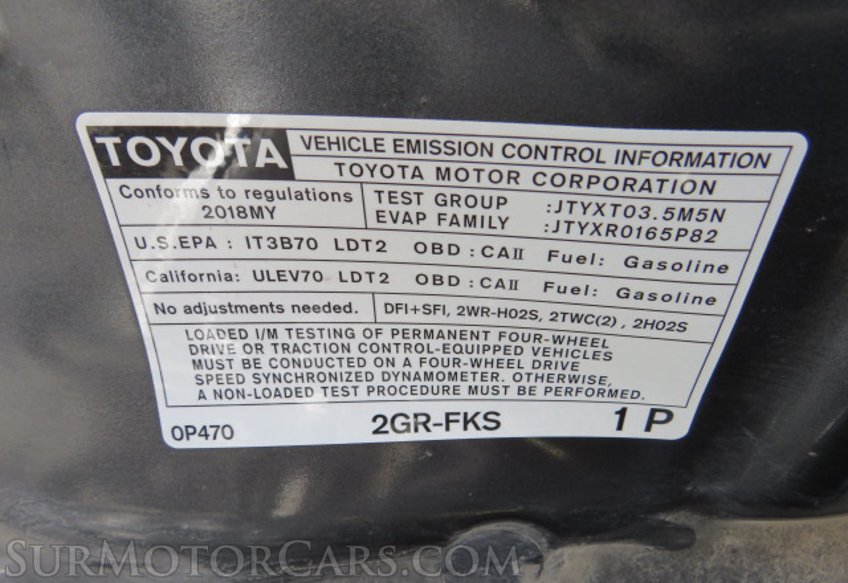 TOYOTA
VEHICLE EMISSION CONTROL INFORMATION
TOYOTA MOTOR CORPORATION
Conforms to regulations
2018MY
TEST GROUP :JTYXT03.5M5N
EVAP FAMILY :JTYXR0165P82
U.S.EPA : IT3B70 LDT2 OBD : CAII Fuel: Gasoline
California: ULEV70 LDT2 OBD : CAII Fuel: Gasoline
No adjustments needed. DFI+SFI, 2WR-HO2S, 2TWC(2) , 2HO2S
LOADED I/M TESTING OF PERMANENT FOUR-WHEEL
DRIVE OR TRACTION CONTROL-EQUIPPED VEHICLES
MUST BE CONDUCTED ON A FOUR-WHEEL DRIVE
SPEED SYNCHRONIZED DYNAMOMETER. OTHERWISE,
A NON-LOADED TEST PROCEDURE MUST BE PERFORMED.
0P470 2GR-FKS 1 P
SURMOTORCARS.COM